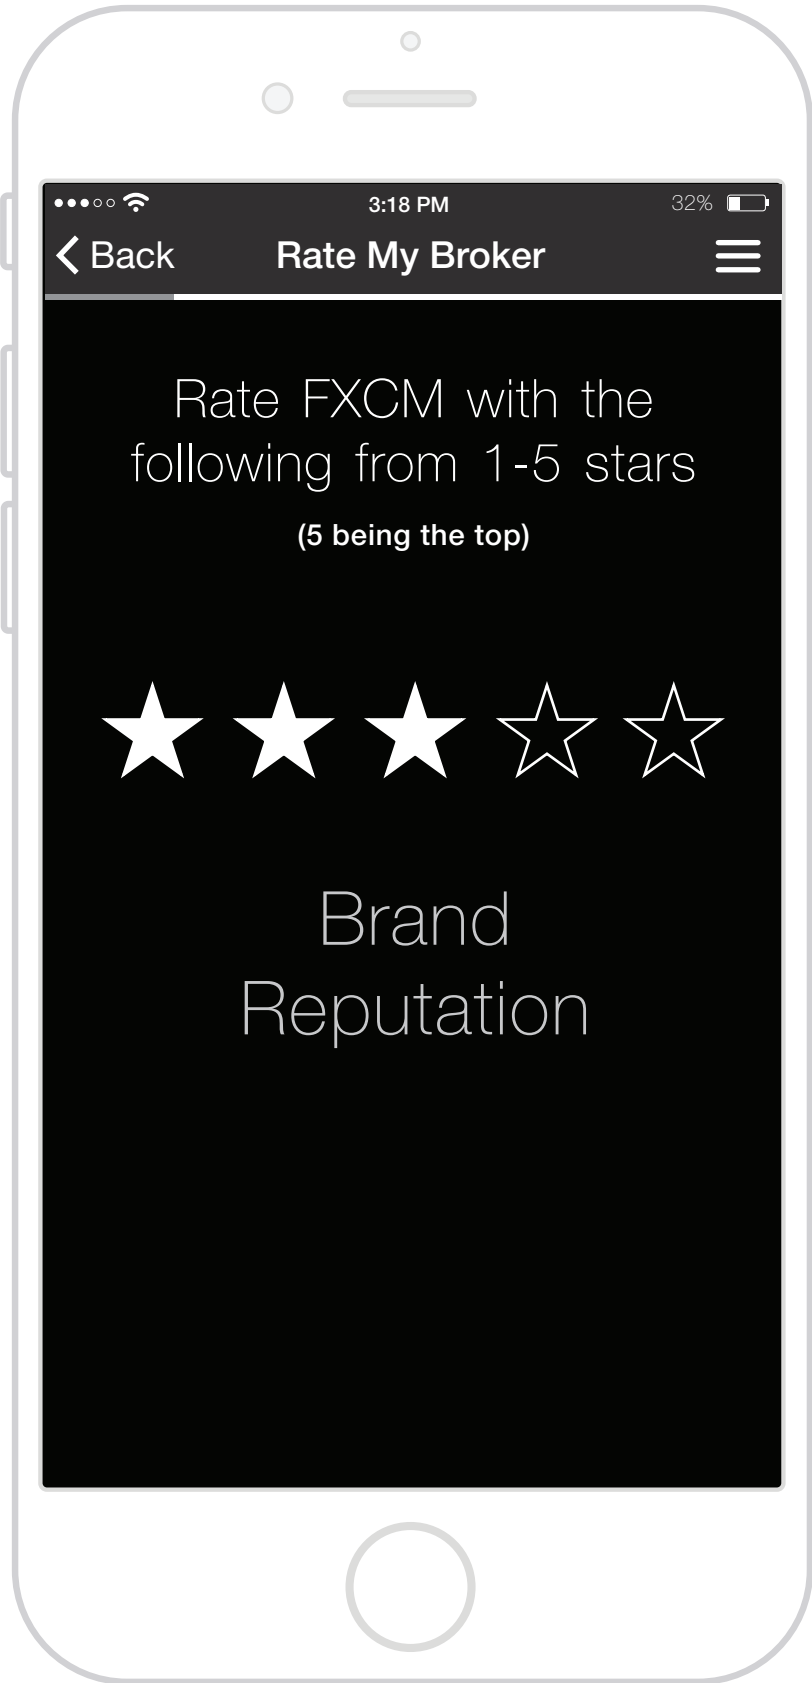 3:18 PM
32%
Back
Rate My Broker
Rate FXCM with the
following from 1-5 stars
(5 being the top)
Brand
Reputation